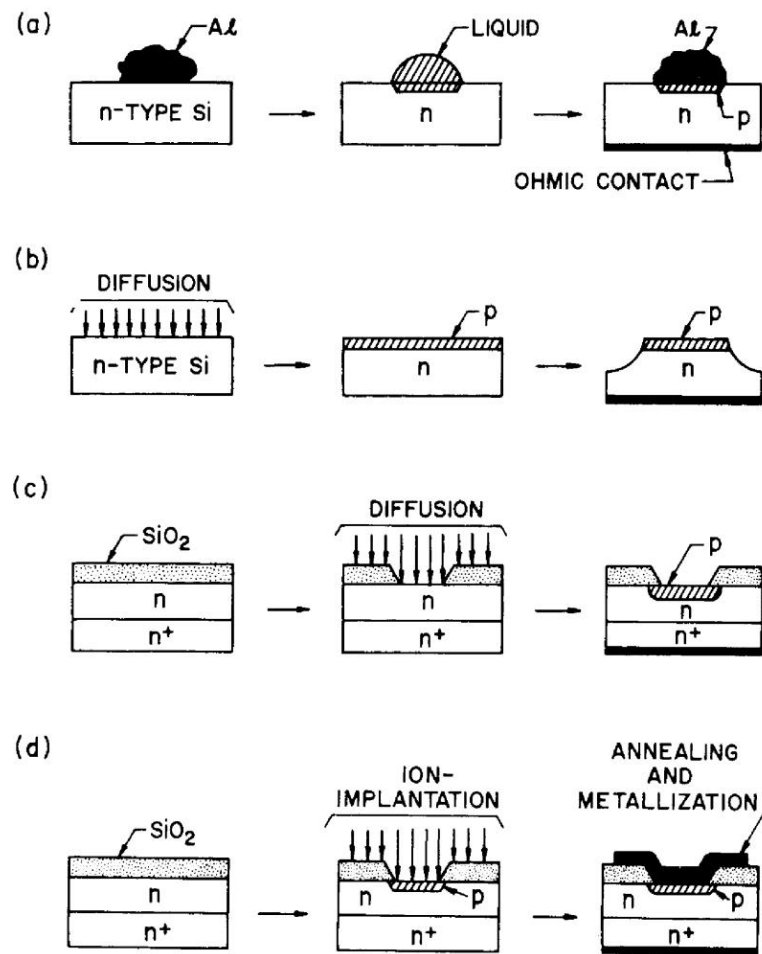 (a)
Al
n-TYPE Si
LIQUID
n
Al
n
p
OHMIC CONTACT
(b)
DIFFUSION
n-TYPE Si
p
n
p
n
(c)
SiO₂
n
n⁺
DIFFUSION
n
n⁺
p
n
n⁺
(d)
SiO₂
n
n⁺
ION-
IMPLANTATION
n
p
n⁺
ANNEALING
AND
METALLIZATION
n
p
n⁺